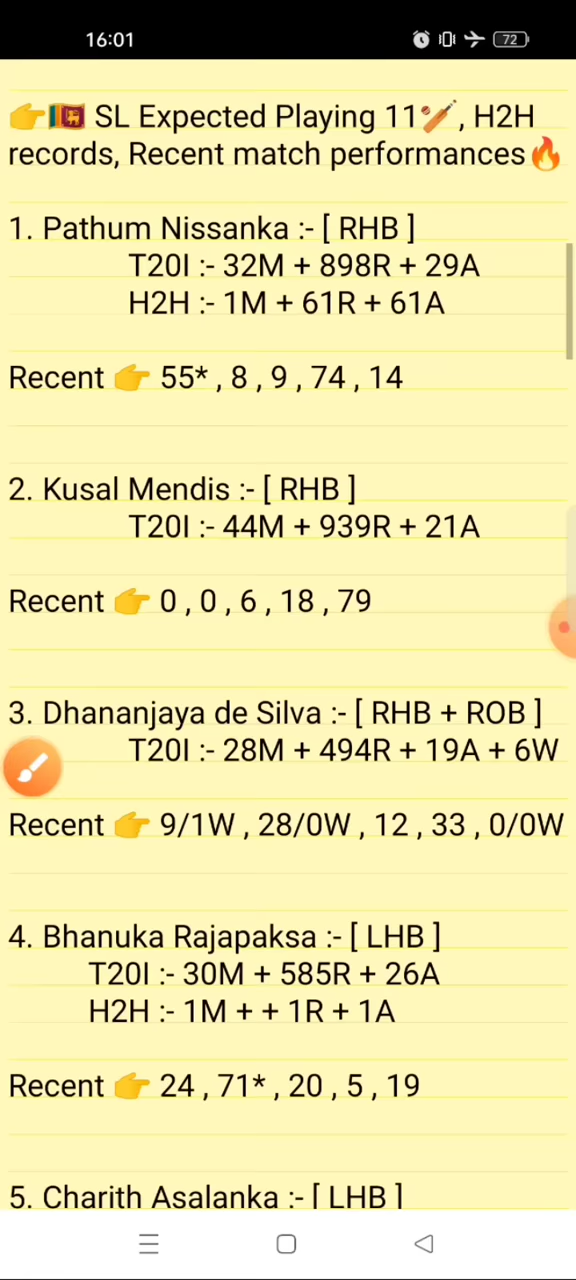 16:01
72
👉🇱🇰 SL Expected Playing 11🏏, H2H
records, Recent match performances🔥
1. Pathum Nissanka :- [ RHB ]
T20I :- 32M + 898R + 29A
H2H :- 1M + 61R + 61A
Recent 👉 55* , 8 , 9 , 74 , 14
2. Kusal Mendis :- [ RHB ]
T20I :- 44M + 939R + 21A
Recent 👉 0 , 0 , 6 , 18 , 79
3. Dhananjaya de Silva :- [ RHB + ROB ]
T20I :- 28M + 494R + 19A + 6W
Recent 👉 9/1W , 28/0W , 12 , 33 , 0/0W
4. Bhanuka Rajapaksa :- [ LHB ]
T20I :- 30M + 585R + 26A
H2H :- 1M + + 1R + 1A
Recent 👉 24 , 71* , 20 , 5 , 19
5. Charith Asalanka :- [ LHB ]